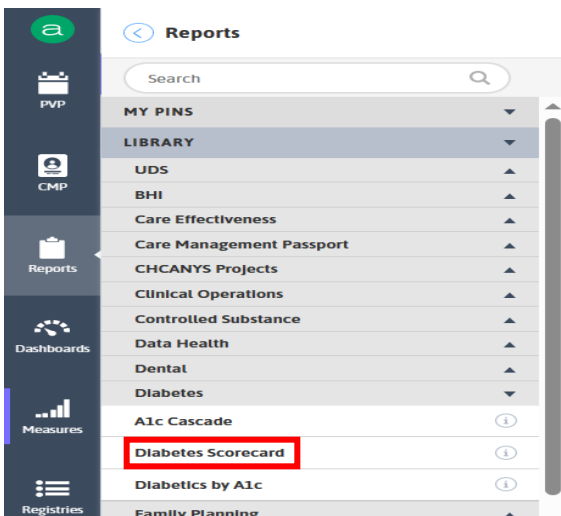 a
Reports
Search
PVP
MY PINS
LIBRARY
UDS
CMP
BHI
Care Effectiveness
Care Management Passport
Reports
CHCANYS Projects
Clinical Operations
Controlled Substance
Dashboards
Data Health
Dental
Diabetes
A1c Cascade
Measures
Diabetes Scorecard
Diabetics by A1c
Registries
Family Planning